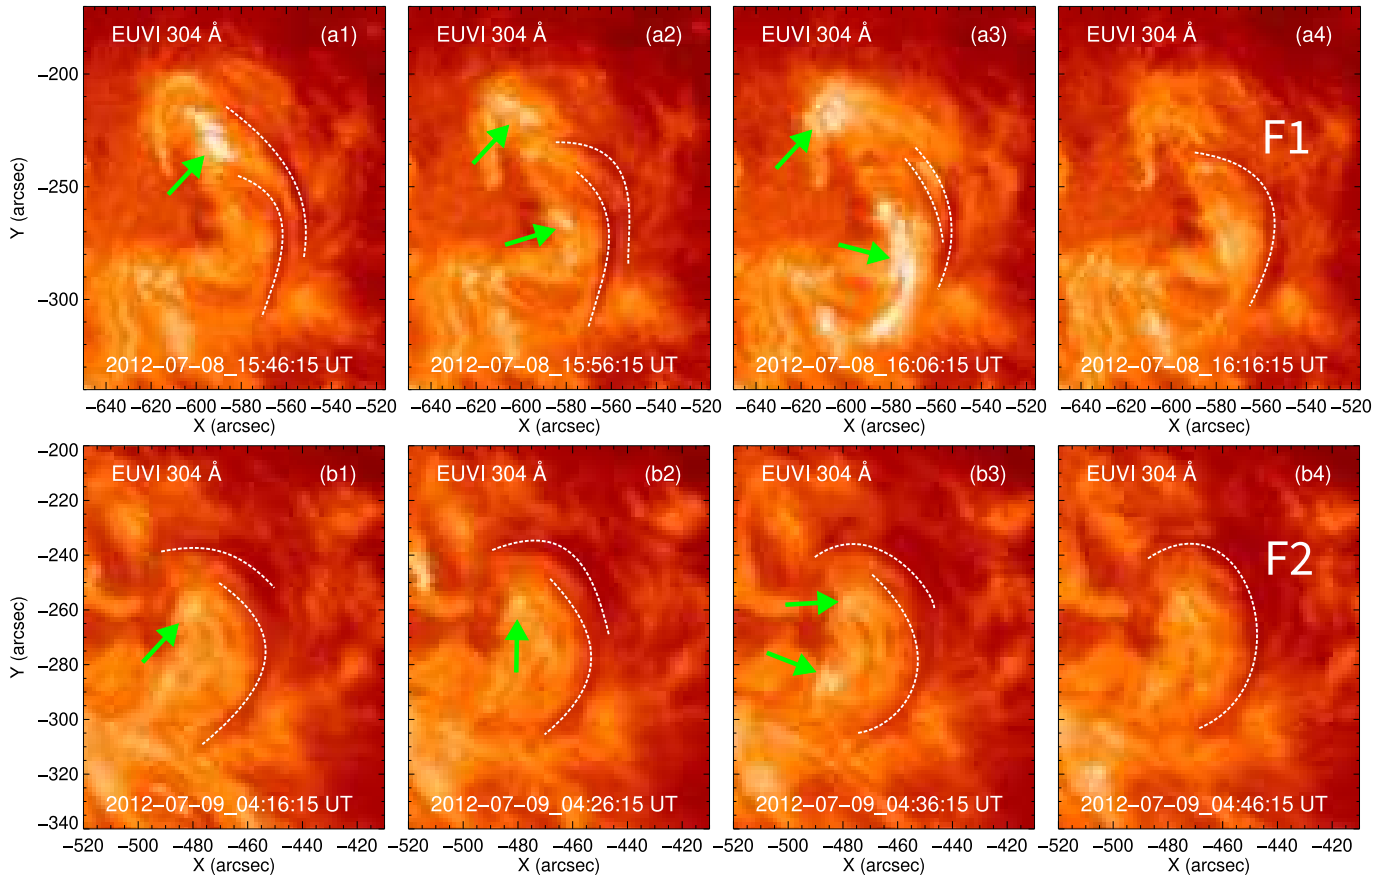 EUVI 304 Å (a1)
EUVI 304 Å (a2)
EUVI 304 Å (a3)
EUVI 304 Å (a4)
F1
−200
−250
−300
Y (arcsec)
2012−07−08_15:46:15 UT
2012−07−08_15:56:15 UT
2012−07−08_16:06:15 UT
2012−07−08_16:16:15 UT
−640 −620 −600 −580 −560 −540 −520
−640 −620 −600 −580 −560 −540 −520
−640 −620 −600 −580 −560 −540 −520
−640 −620 −600 −580 −560 −540 −520
X (arcsec)
X (arcsec)
X (arcsec)
X (arcsec)
EUVI 304 Å (b1)
EUVI 304 Å (b2)
EUVI 304 Å (b3)
EUVI 304 Å (b4)
F2
−200
−220
−240
−260
−280
−300
−320
−340
Y (arcsec)
2012−07−09_04:16:15 UT
2012−07−09_04:26:15 UT
2012−07−09_04:36:15 UT
2012−07−09_04:46:15 UT
−520 −500 −480 −460 −440 −420
−520 −500 −480 −460 −440 −420
−520 −500 −480 −460 −440 −420
−520 −500 −480 −460 −440 −420
X (arcsec)
X (arcsec)
X (arcsec)
X (arcsec)